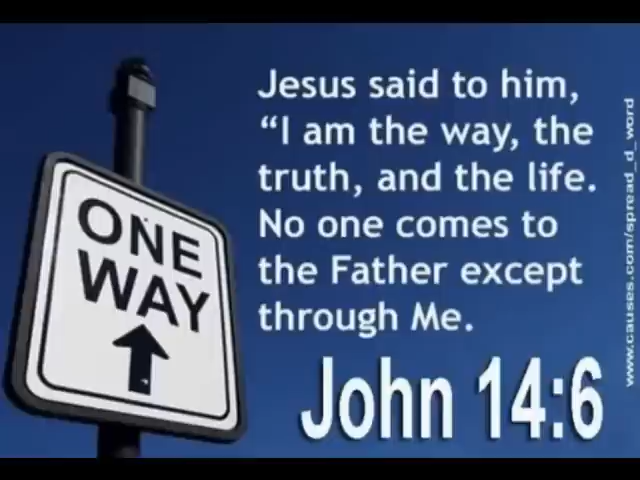 ONE
WAY
Jesus said to him,
“I am the way, the
truth, and the life.
No one comes to
the Father except
through Me.
John 14:6
www.causes.com/spread_d_word